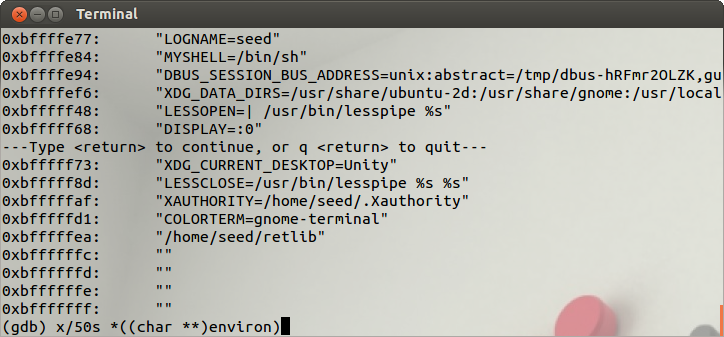 Terminal
0xbffffe77: "LOGNAME=seed"
0xbffffe84: "MYSHELL=/bin/sh"
0xbffffe94: "DBUS_SESSION_BUS_ADDRESS=unix:abstract=/tmp/dbus-hRFmr2OLZK,gu
0xbffffef6: "XDG_DATA_DIRS=/usr/share/ubuntu-2d:/usr/share/gnome:/usr/local
0xbfffff48: "LESSOPEN=| /usr/bin/lesspipe %s"
0xbfffff68: "DISPLAY=:0"
---Type <return> to continue, or q <return> to quit---
0xbfffff73: "XDG_CURRENT_DESKTOP=Unity"
0xbfffff8d: "LESSCLOSE=/usr/bin/lesspipe %s %s"
0xbfffffaf: "XAUTHORITY=/home/seed/.Xauthority"
0xbfffffd1: "COLORTERM=gnome-terminal"
0xbfffffea: "/home/seed/retlib"
0xbffffffc: ""
0xbffffffd: ""
0xbffffffe: ""
0xbfffffff: ""
(gdb) x/50s *((char **)environ)